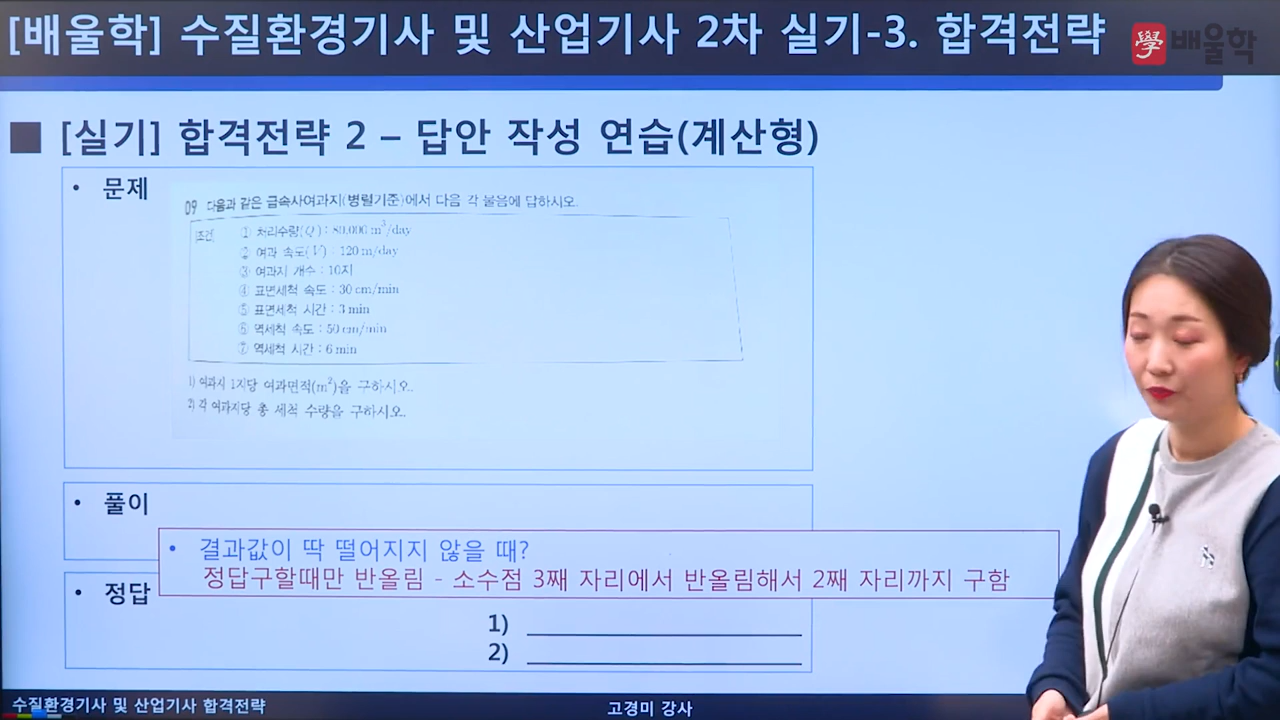 [배울학] 수질환경기사 및 산업기사 2차 실기-3. 합격전략
學 배울학
■ [실기] 합격전략 2 – 답안 작성 연습(계산형)
• 문제
09 다음과 같은 급속사여과지(병렬기준)에서 다음 각 물음에 답하시오.
[조건] ① 처리수량(Q) : 80,000 m³/day
② 여과 속도(V) : 120 m/day
③ 여과지 개수 : 10지
④ 표면세척 속도 : 30 cm/min
⑤ 표면세척 시간 : 3 min
⑥ 역세척 속도 : 50 cm/min
⑦ 역세척 시간 : 6 min
1) 여과지 1지당 여과면적(m²)을 구하시오.
2) 각 여과지당 총 세척 수량을 구하시오.
• 풀이
• 결과값이 딱 떨어지지 않을 때?
정답구할때만 반올림 - 소수점 3째 자리에서 반올림해서 2째 자리까지 구함
• 정답
1)
2)
수질환경기사 및 산업기사 합격전략
고경미 강사